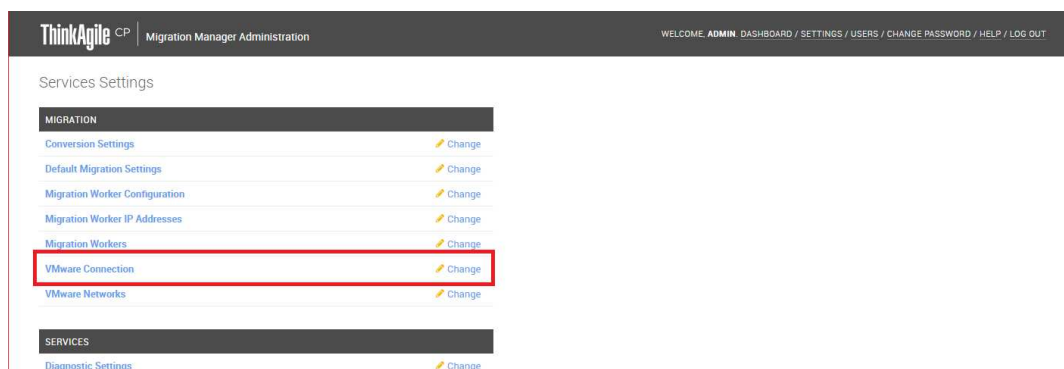 ThinkAgile CP | Migration Manager Administration
WELCOME, ADMIN. DASHBOARD / SETTINGS / USERS / CHANGE PASSWORD / HELP / LOG OUT
Services Settings
MIGRATION
Conversion Settings Change
Default Migration Settings Change
Migration Worker Configuration Change
Migration Worker IP Addresses Change
Migration Workers Change
VMware Connection Change
VMware Networks Change
SERVICES
Diagnostic Settings Change